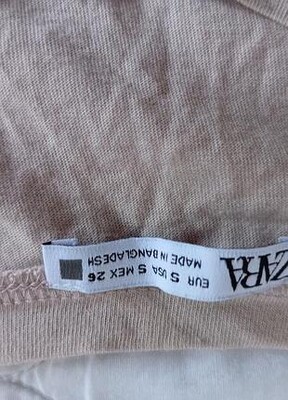 ZARA
EUR S USA S MEX 26
MADE IN BANGLADESH